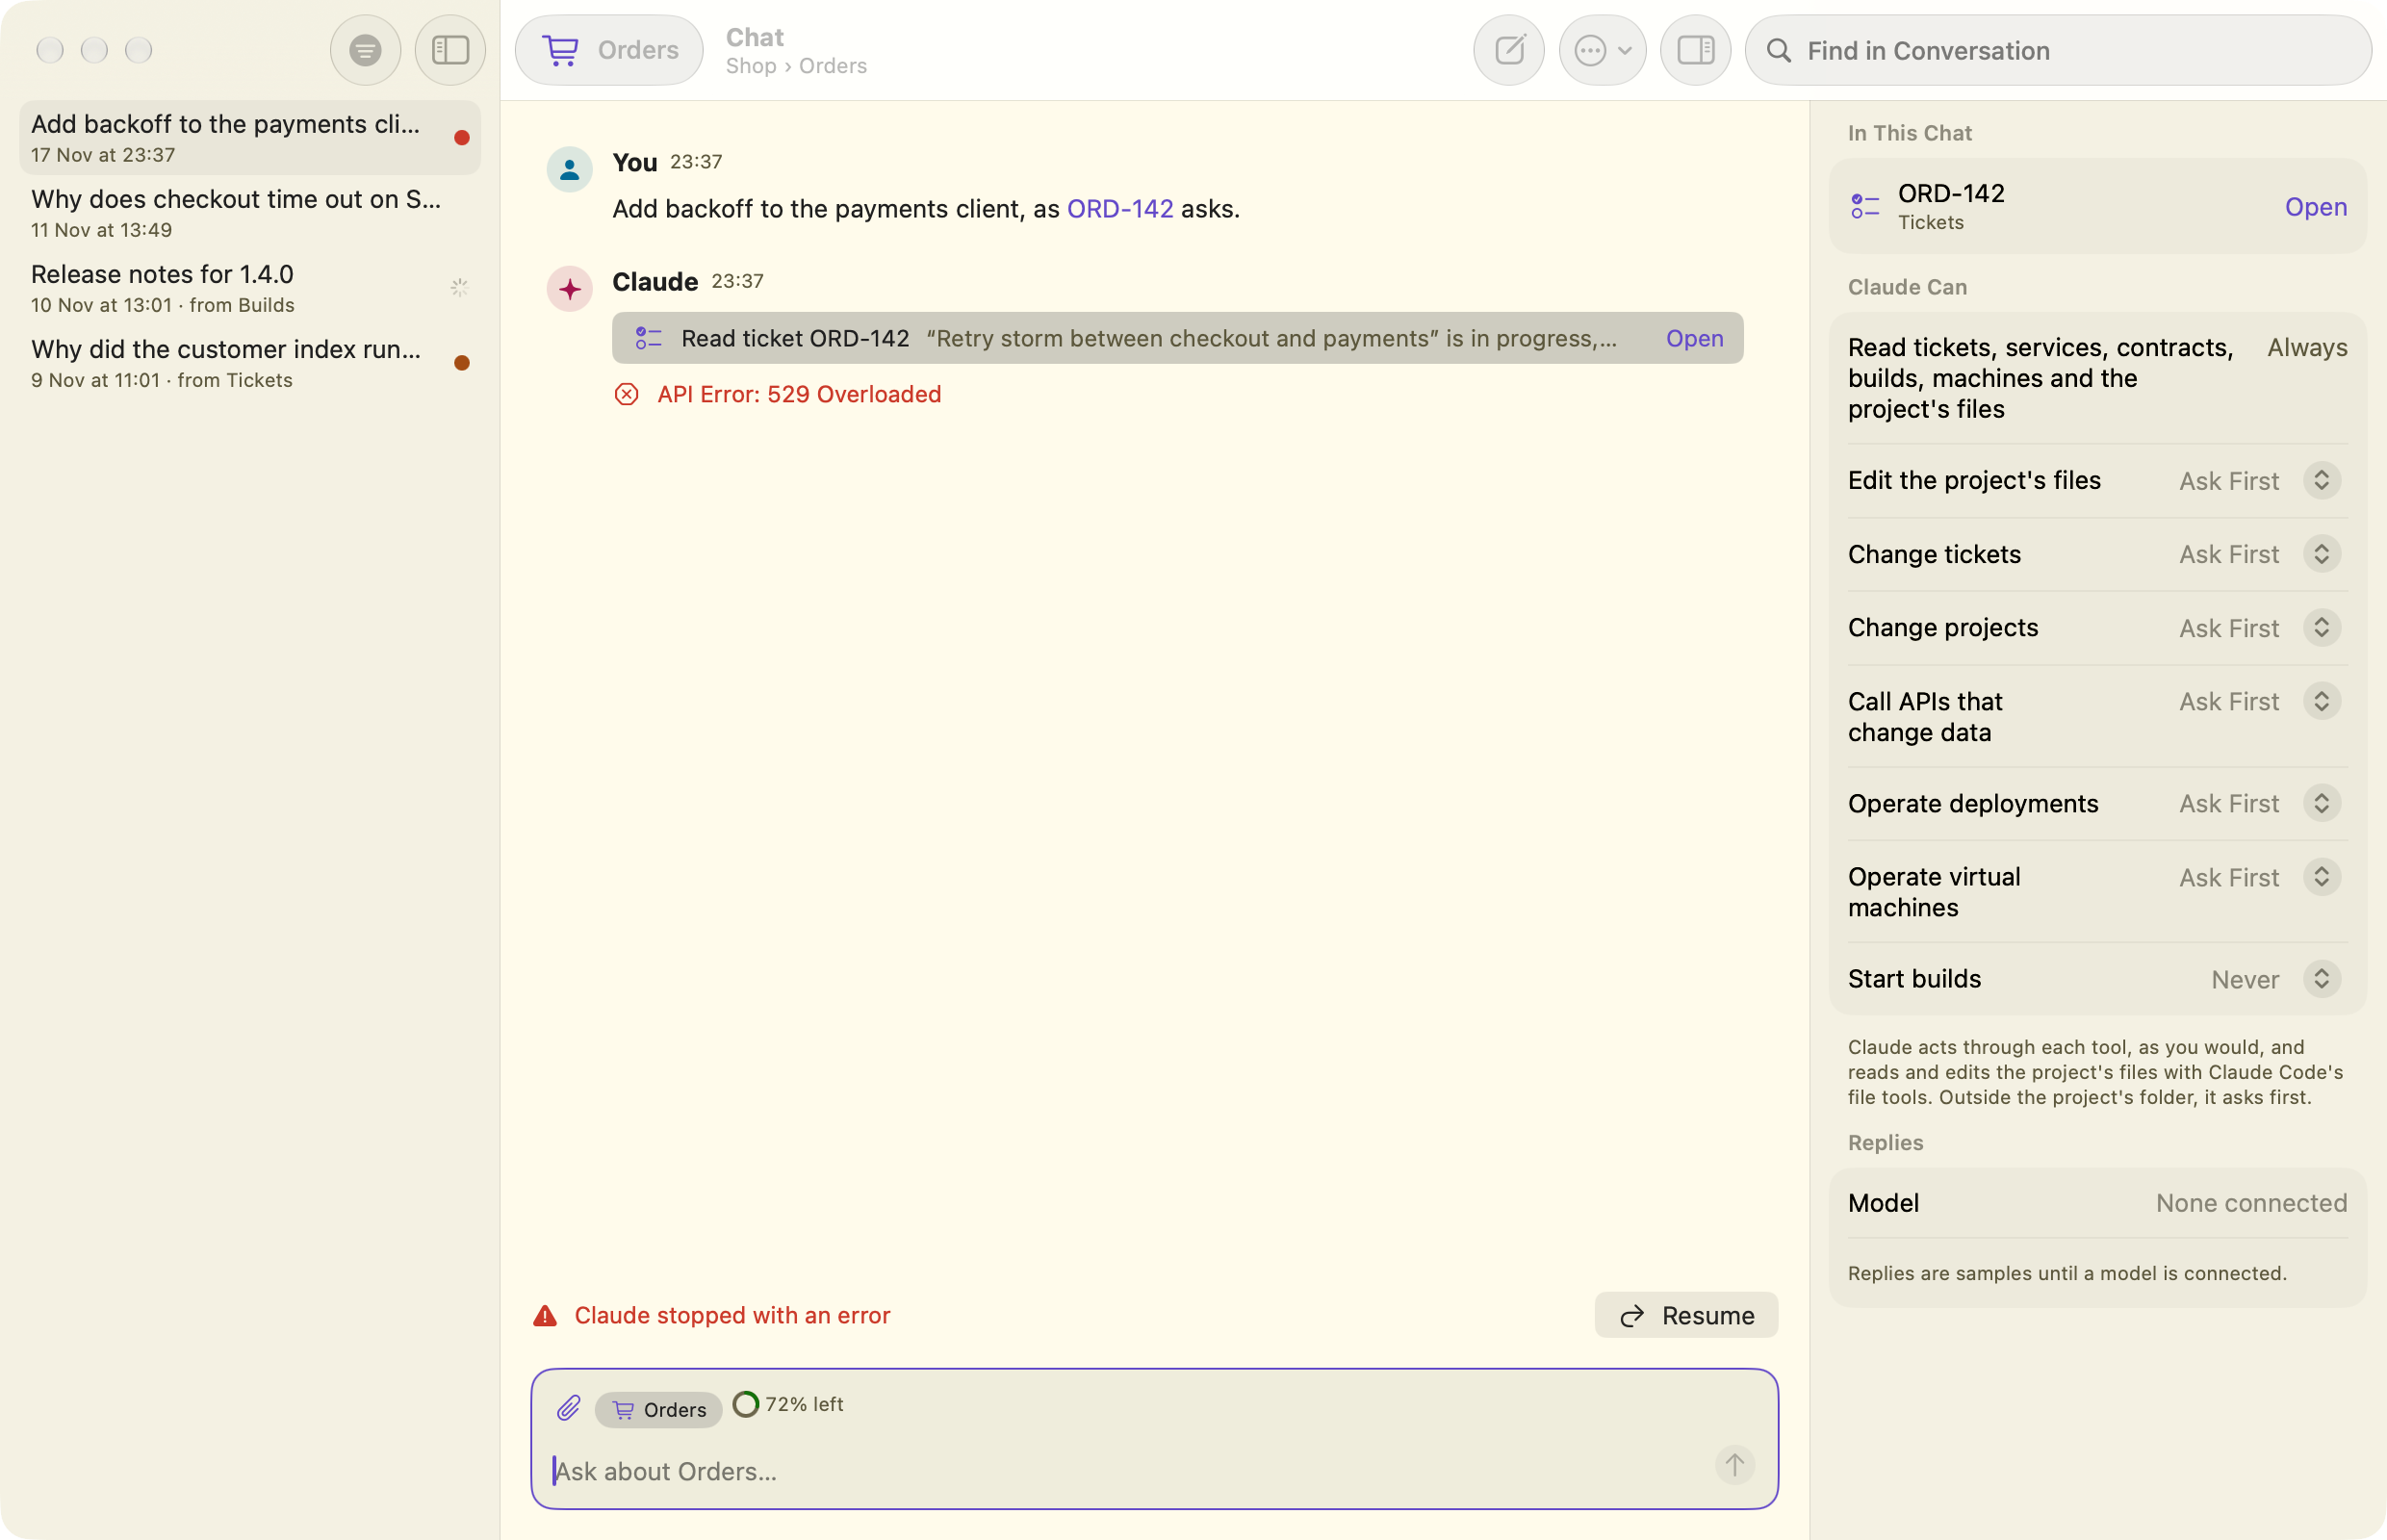 Orders
Chat
Shop › Orders
Find in Conversation
Add backoff to the payments cli...
17 Nov at 23:37
Why does checkout time out on S...
11 Nov at 13:49
Release notes for 1.4.0
10 Nov at 13:01 · from Builds
Why did the customer index run...
9 Nov at 11:01 · from Tickets
You 23:37
Add backoff to the payments client, as ORD-142 asks.
Claude 23:37
Read ticket ORD-142 “Retry storm between checkout and payments” is in progress,... Open
API Error: 529 Overloaded
Claude stopped with an error
Resume
Orders
72% left
Ask about Orders...
In This Chat
ORD-142
Tickets
Open
Claude Can
Read tickets, services, contracts, Always
builds, machines and the
project's files
Edit the project's files Ask First
Change tickets Ask First
Change projects Ask First
Call APIs that Ask First
change data
Operate deployments Ask First
Operate virtual Ask First
machines
Start builds Never
Claude acts through each tool, as you would, and
reads and edits the project's files with Claude Code's
file tools. Outside the project's folder, it asks first.
Replies
Model None connected
Replies are samples until a model is connected.